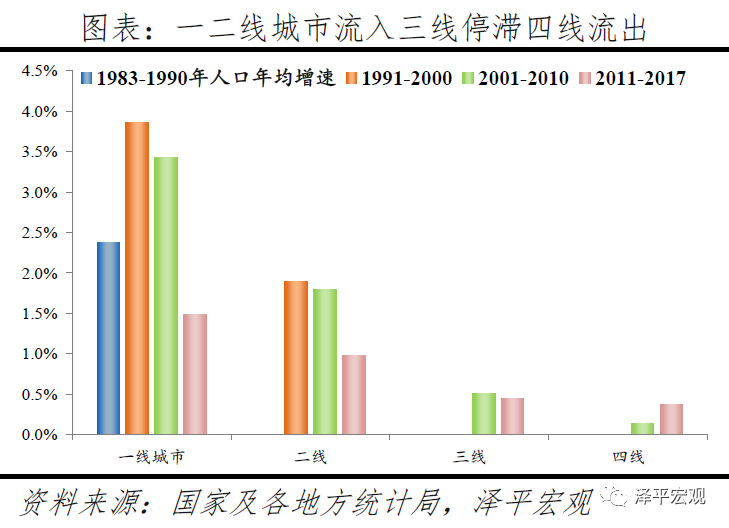 图表：一二线城市流入三线停滞四线流出
1983-1990年人口年均增速 1991-2000 2001-2010 2011-2017
4.5%
4.0%
3.5%
3.0%
2.5%
2.0%
1.5%
1.0%
0.5%
0.0%
一线城市 二线 三线 四线
资料来源：国家及各地方统计局，泽平宏观
泽平宏观